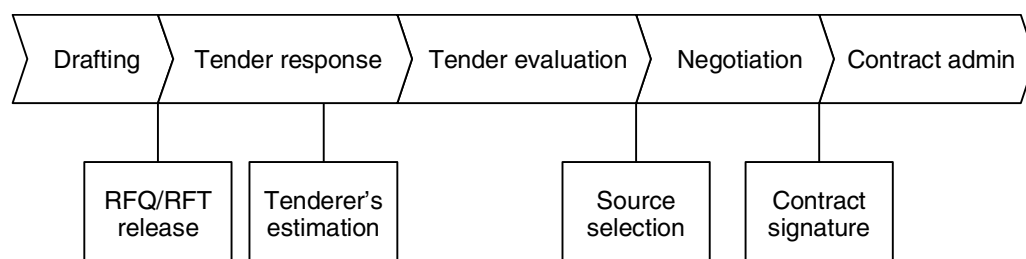 Drafting
Tender response
Tender evaluation
Negotiation
Contract admin
RFQ/RFT
release
Tenderer's
estimation
Source
selection
Contract
signature